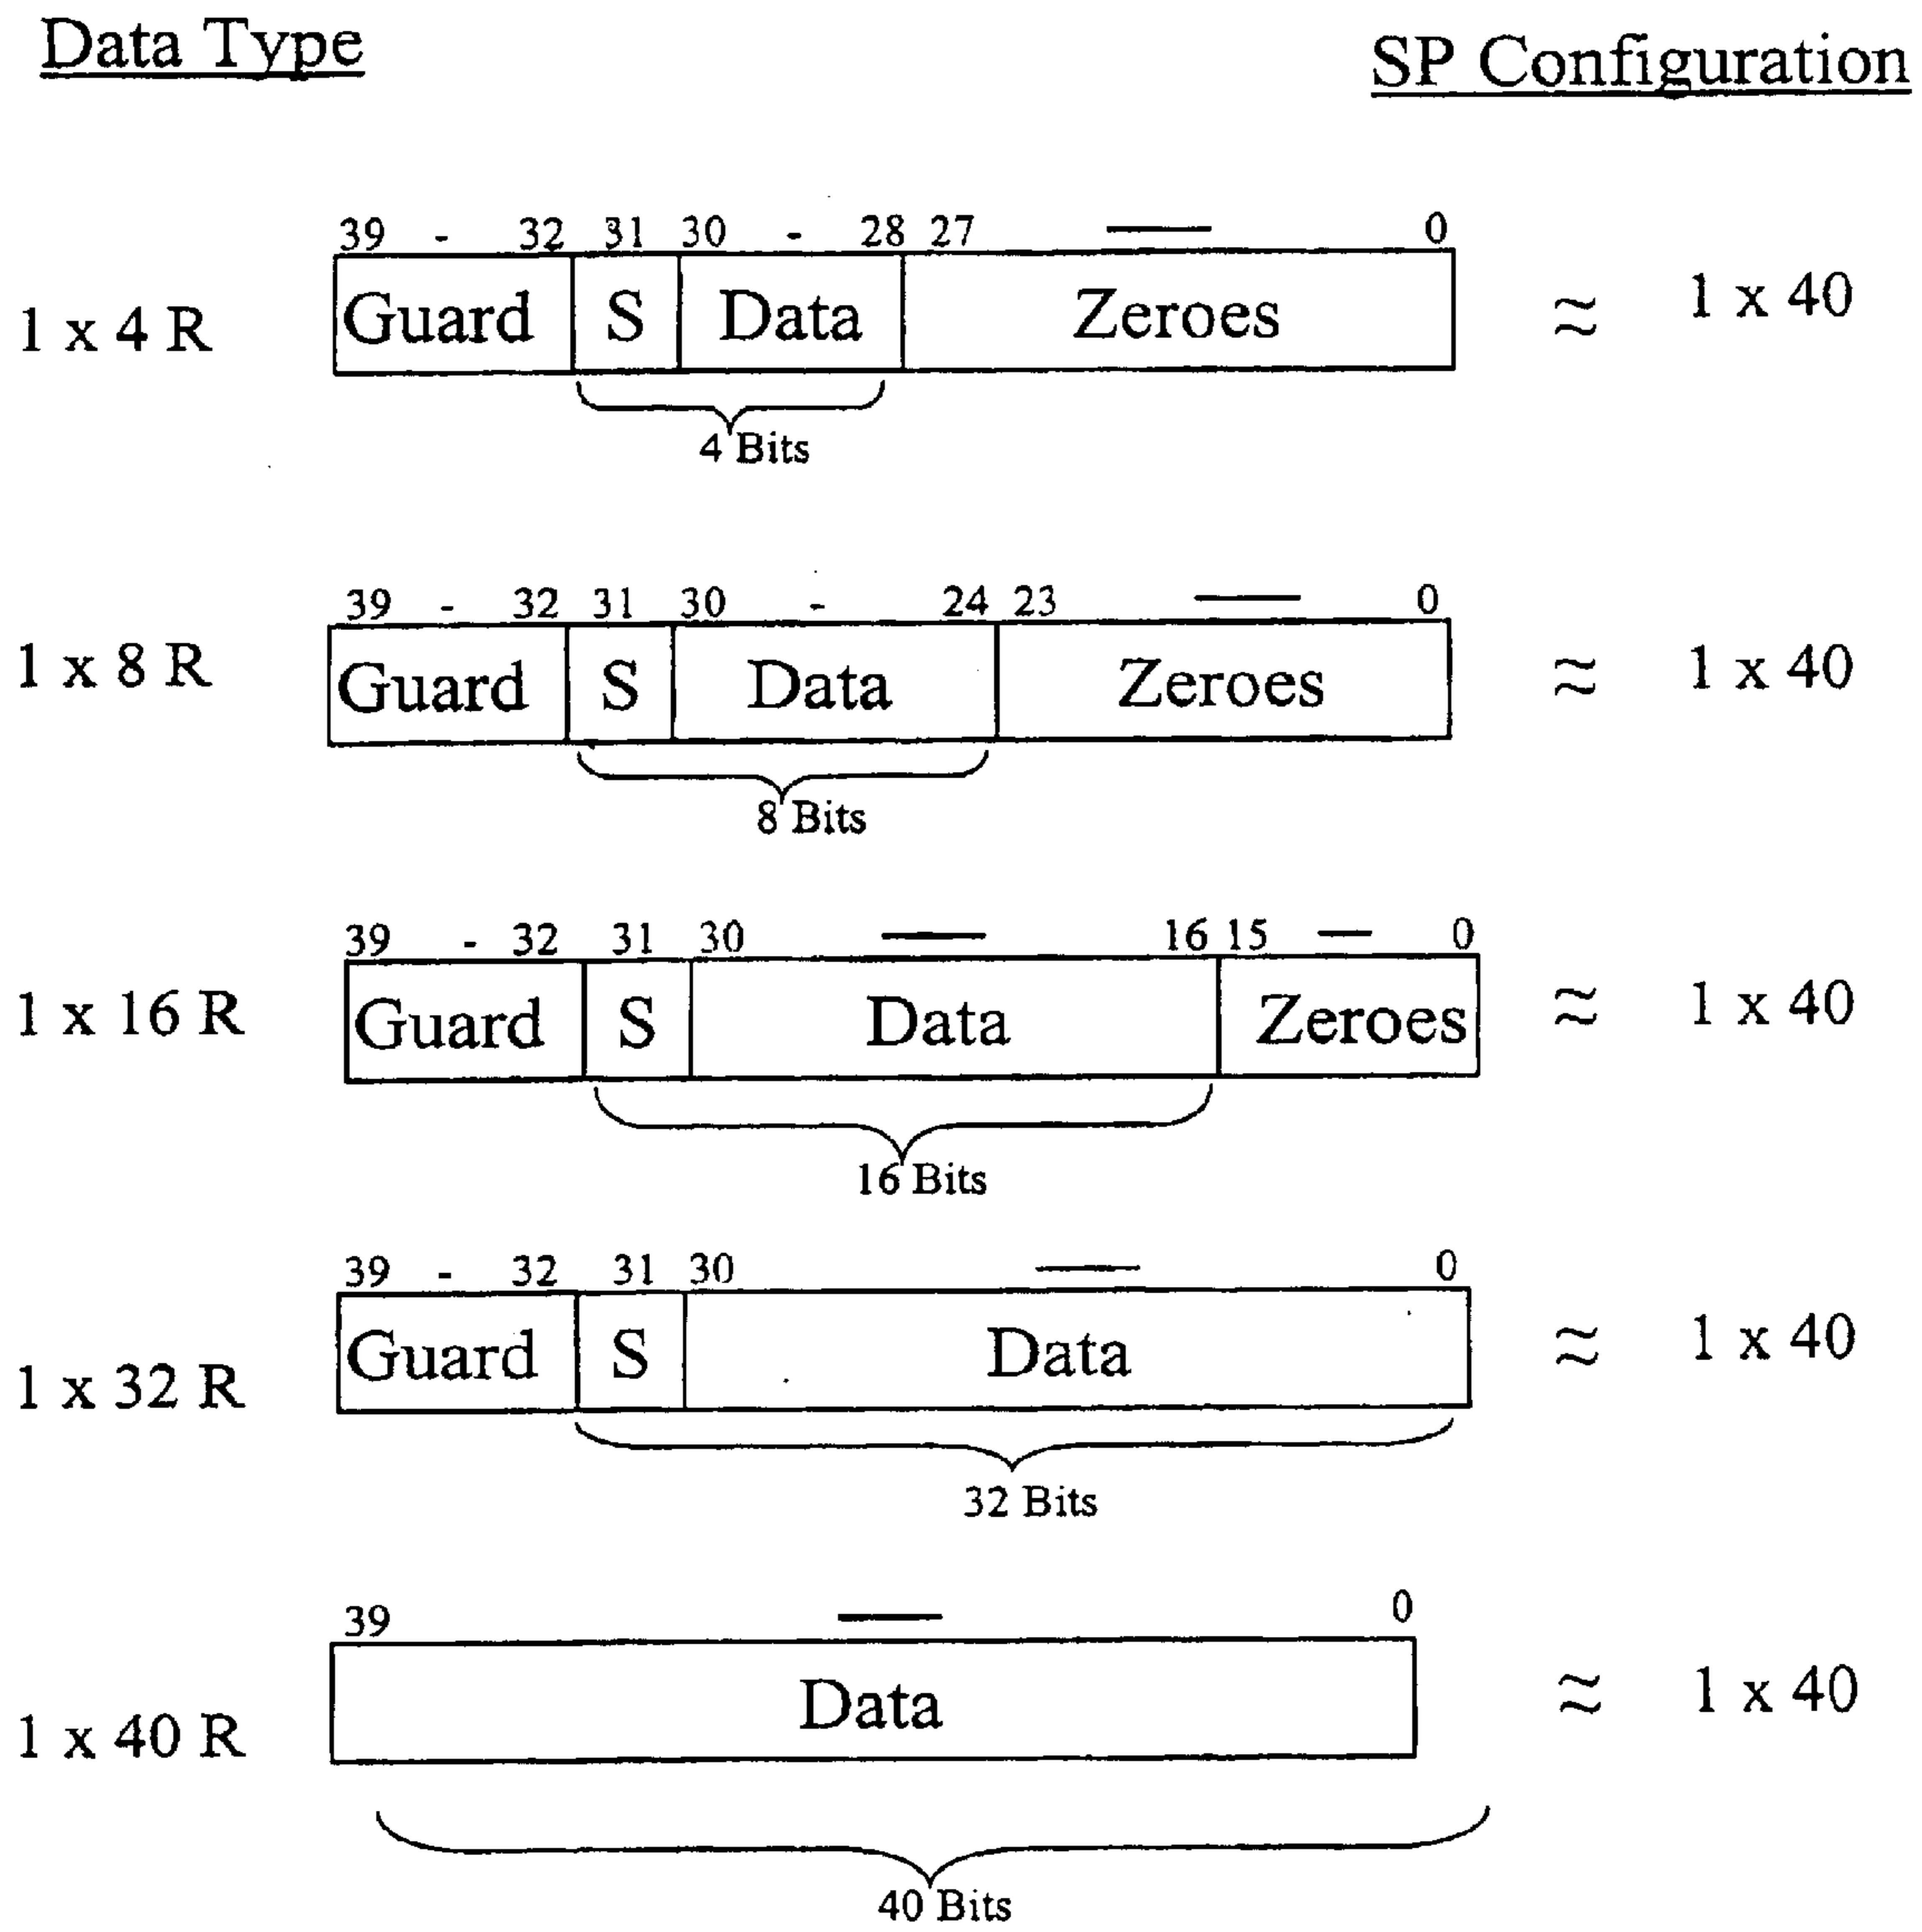 Data Type SP Configuration
39 - 32 31 30 - 28 27 — 0
1 x 4 R Guard S Data Zeroes ≈ 1 x 40
4 Bits
39 - 32 31 30 - 24 23 — 0
1 x 8 R Guard S Data Zeroes ≈ 1 x 40
8 Bits
39 - 32 31 30 — 16 15 — 0
1 x 16 R Guard S Data Zeroes ≈ 1 x 40
16 Bits
39 - 32 31 30 — 0
1 x 32 R Guard S Data ≈ 1 x 40
32 Bits
39 — 0
1 x 40 R Data ≈ 1 x 40
40 Bits